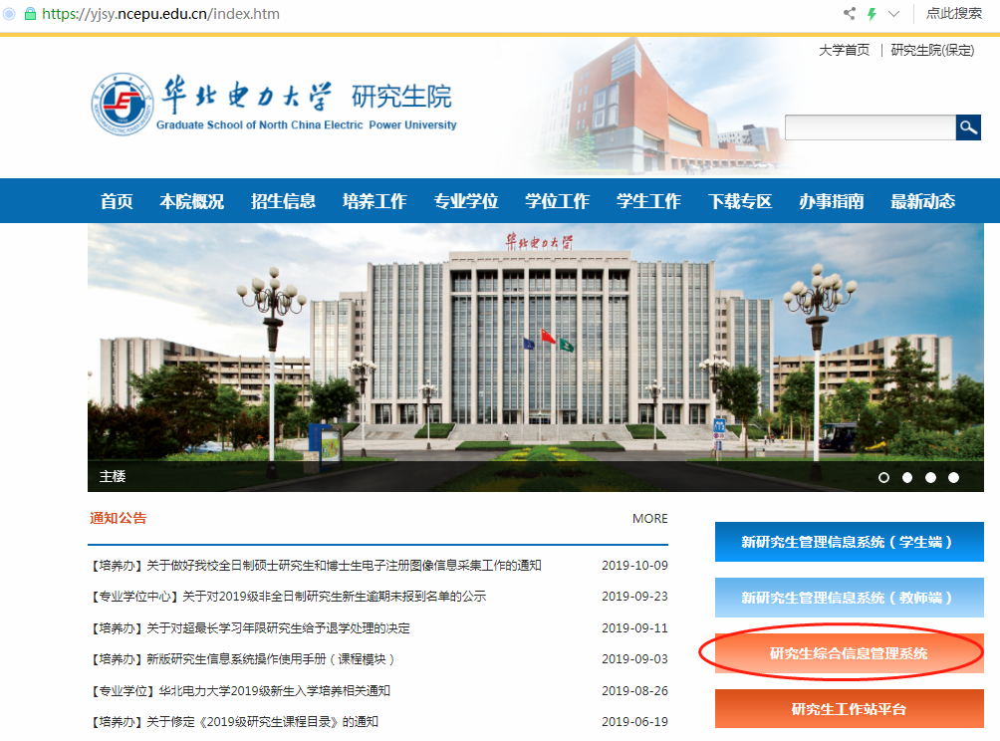 https://yjsy.ncepu.edu.cn/index.htm
点此搜索
大学首页 | 研究生院(保定)
华北电力大学 研究生院
Graduate School of North China Electric Power University
首页 本院概况 招生信息 培养工作 专业学位 学位工作 学生工作 下载专区 办事指南 最新动态
华北电力大学
主楼
通知公告 MORE
【培养办】关于做好我校全日制硕士研究生和博士生电子注册图像信息采集工作的通知 2019-10-09
【专业学位中心】关于对2019级非全日制研究生新生逾期未报到名单的公示 2019-09-23
【培养办】关于对超最长学习年限研究生给予退学处理的决定 2019-09-11
【培养办】新版研究生信息系统操作使用手册（课程模块） 2019-09-03
【专业学位】华北电力大学2019级新生入学培养相关通知 2019-08-26
【培养办】关于修定《2019级研究生课程目录》的通知 2019-06-19
新研究生管理信息系统（学生端）
新研究生管理信息系统（教师端）
研究生综合信息管理系统
研究生工作站平台